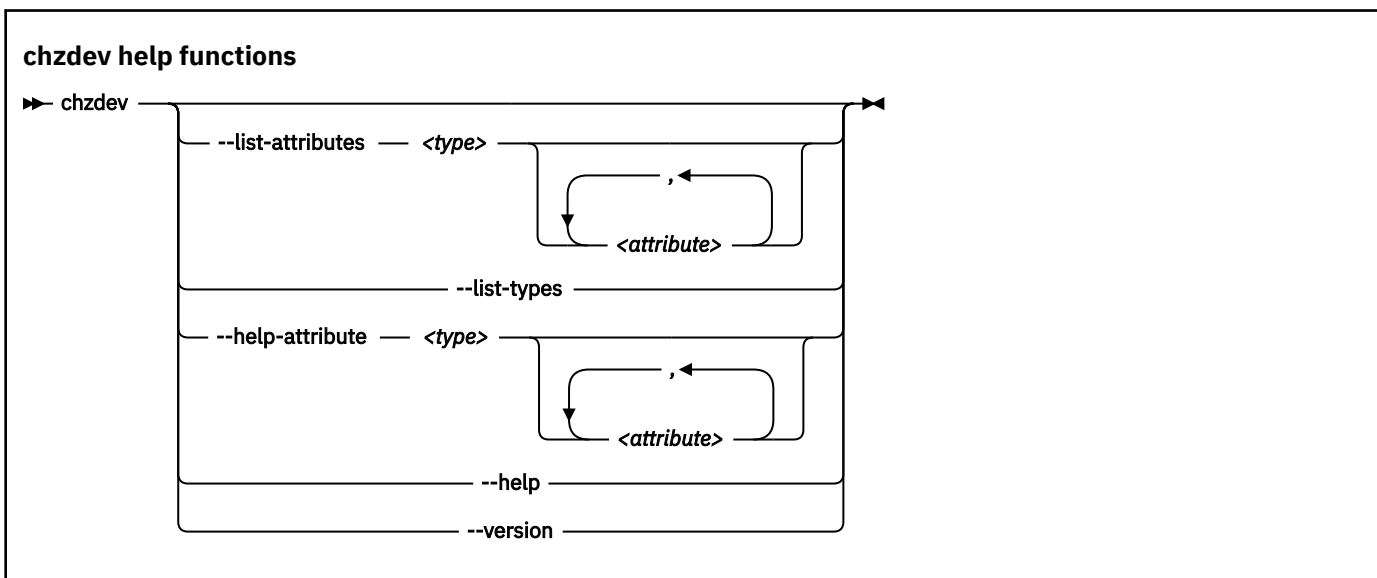 chzdev help functions
chzdev
--list-attributes <type>
,
<attribute>
--list-types
--help-attribute <type>
,
<attribute>
--help
--version